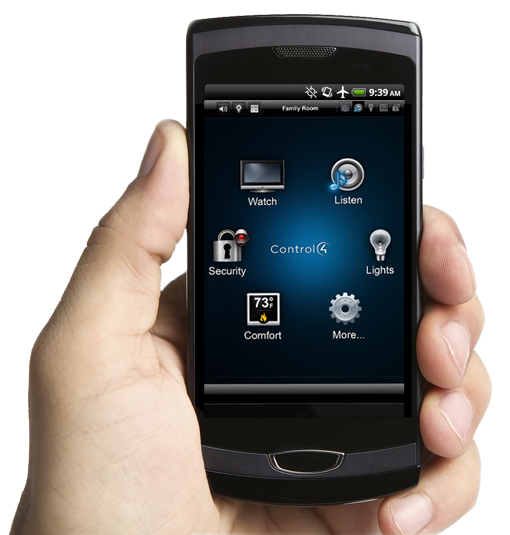 9:39 AM
Family Room
Watch
Listen
Security
Control4
Lights
73°F
Comfort
More...